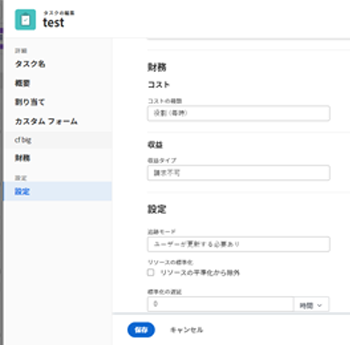 タスクの編集
test
詳細
タスク名
概要
割り当て
カスタム フォーム
cf big
財務
設定
設定
財務
コスト
コストの種類
役割 (毎時)
収益
収益タイプ
請求不可
設定
追跡モード
ユーザーが更新する必要あり
リソースの標準化
リソースの平準化から除外
標準化の遅延
0
時間
保存
キャンセル